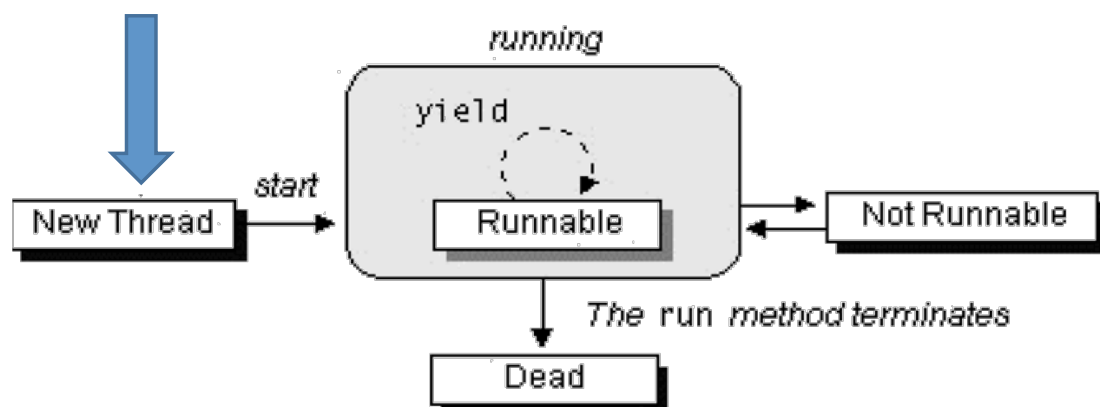 running
yield
start
New Thread
Runnable
Not Runnable
The run method terminates
Dead